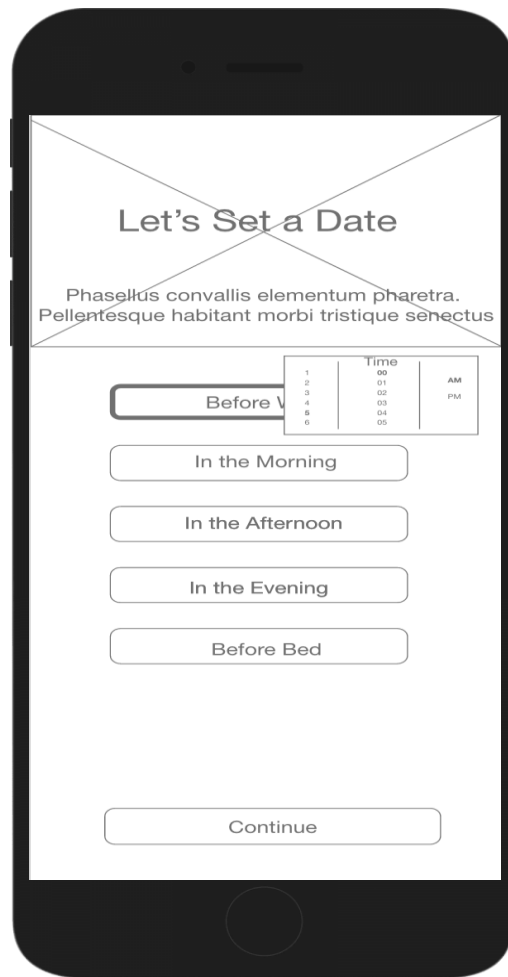 Let's Set a Date
Phasellus convallis elementum pharetra.
Pellentesque habitant morbi tristique senectus
Time
1 00
2 01 AM
3 02 PM
4 03
5 04
6 05
Before
In the Morning
In the Afternoon
In the Evening
Before Bed
Continue